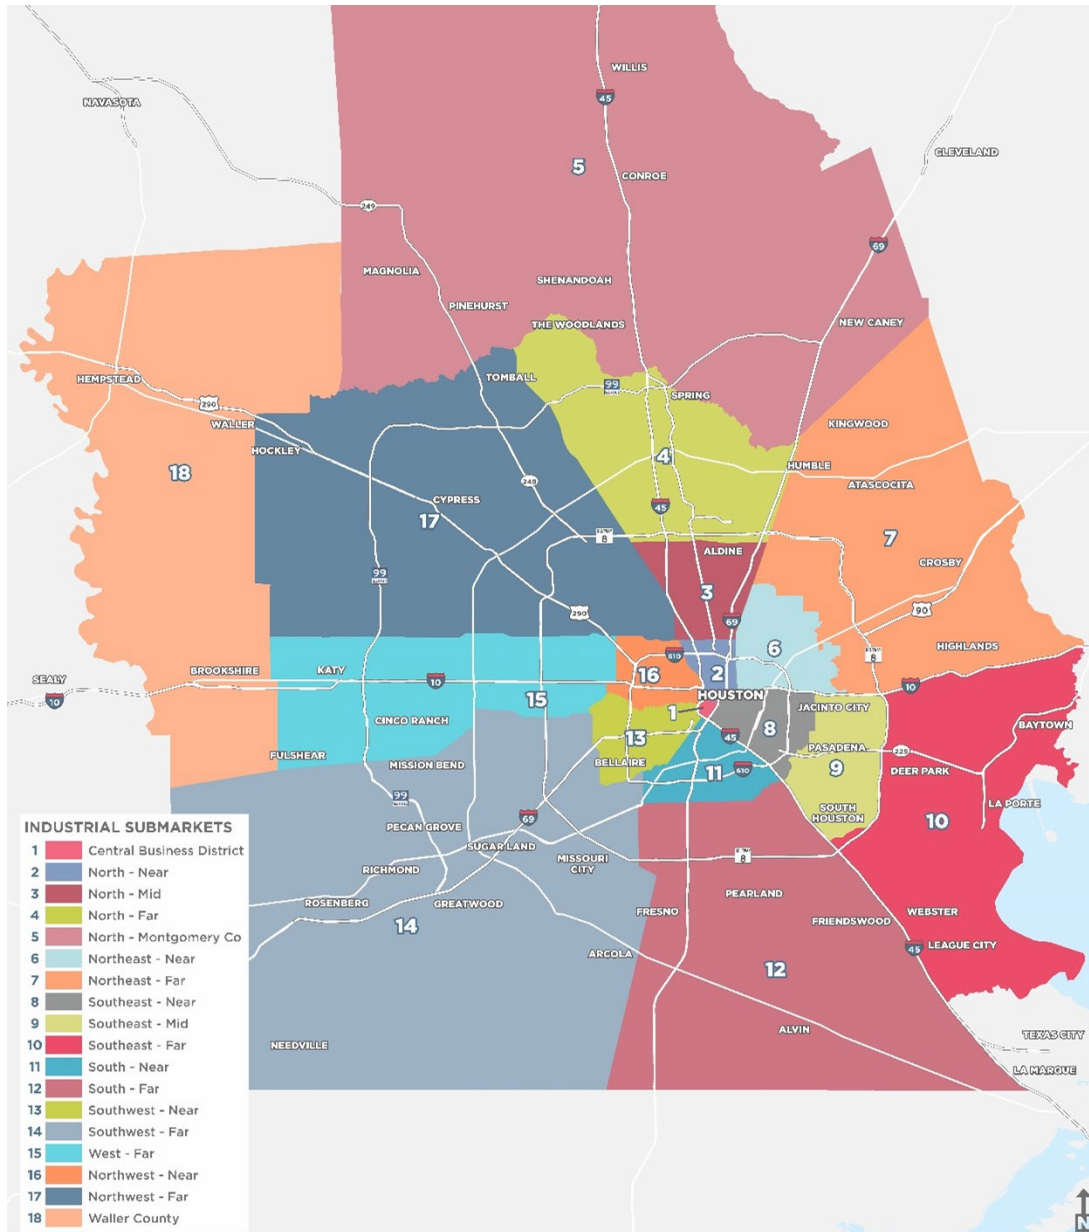 WILLIS
45
NAVASOTA
CLEVELAND
5
CONROE
249
69
MAGNOLIA
SHENANDOAH
PINEHURST
THE WOODLANDS
NEW CANEY
HEMPSTEAD
TOMBALL
99
290
SPRING
WALLER
KINGWOOD
HOCKLEY
4
HUMBLE
18
249
ATASCOCITA
CYPRESS
45
17
8
7
ALDINE
CROSBY
99
3
90
290
69
HIGHLANDS
610
6
8
BROOKSHIRE
KATY
16
2
SEALY
10
10
10
HOUSTON
15
1
JACINTO CITY
CINCO RANCH
BAYTOWN
13
45
8
PASADENA
225
FULSHEAR
MISSION BEND
BELLAIRE
11
610
9
DEER PARK
99
LA PORTE
69
SOUTH
HOUSTON
10
PECAN GROVE
SUGAR LAND
MISSOURI
CITY
8
RICHMOND
PEARLAND
ROSENBERG
GREATWOOD
FRESNO
WEBSTER
14
FRIENDSWOOD
LEAGUE CITY
45
ARCOLA
12
ALVIN
TEXAS CITY
NEEDVILLE
LA MARQUE
INDUSTRIAL SUBMARKETS
1 Central Business District
2 North - Near
3 North - Mid
4 North - Far
5 North - Montgomery Co
6 Northeast - Near
7 Northeast - Far
8 Southeast - Near
9 Southeast - Mid
10 Southeast - Far
11 South - Near
12 South - Far
13 Southwest - Near
14 Southwest - Far
15 West - Far
16 Northwest - Near
17 Northwest - Far
18 Waller County